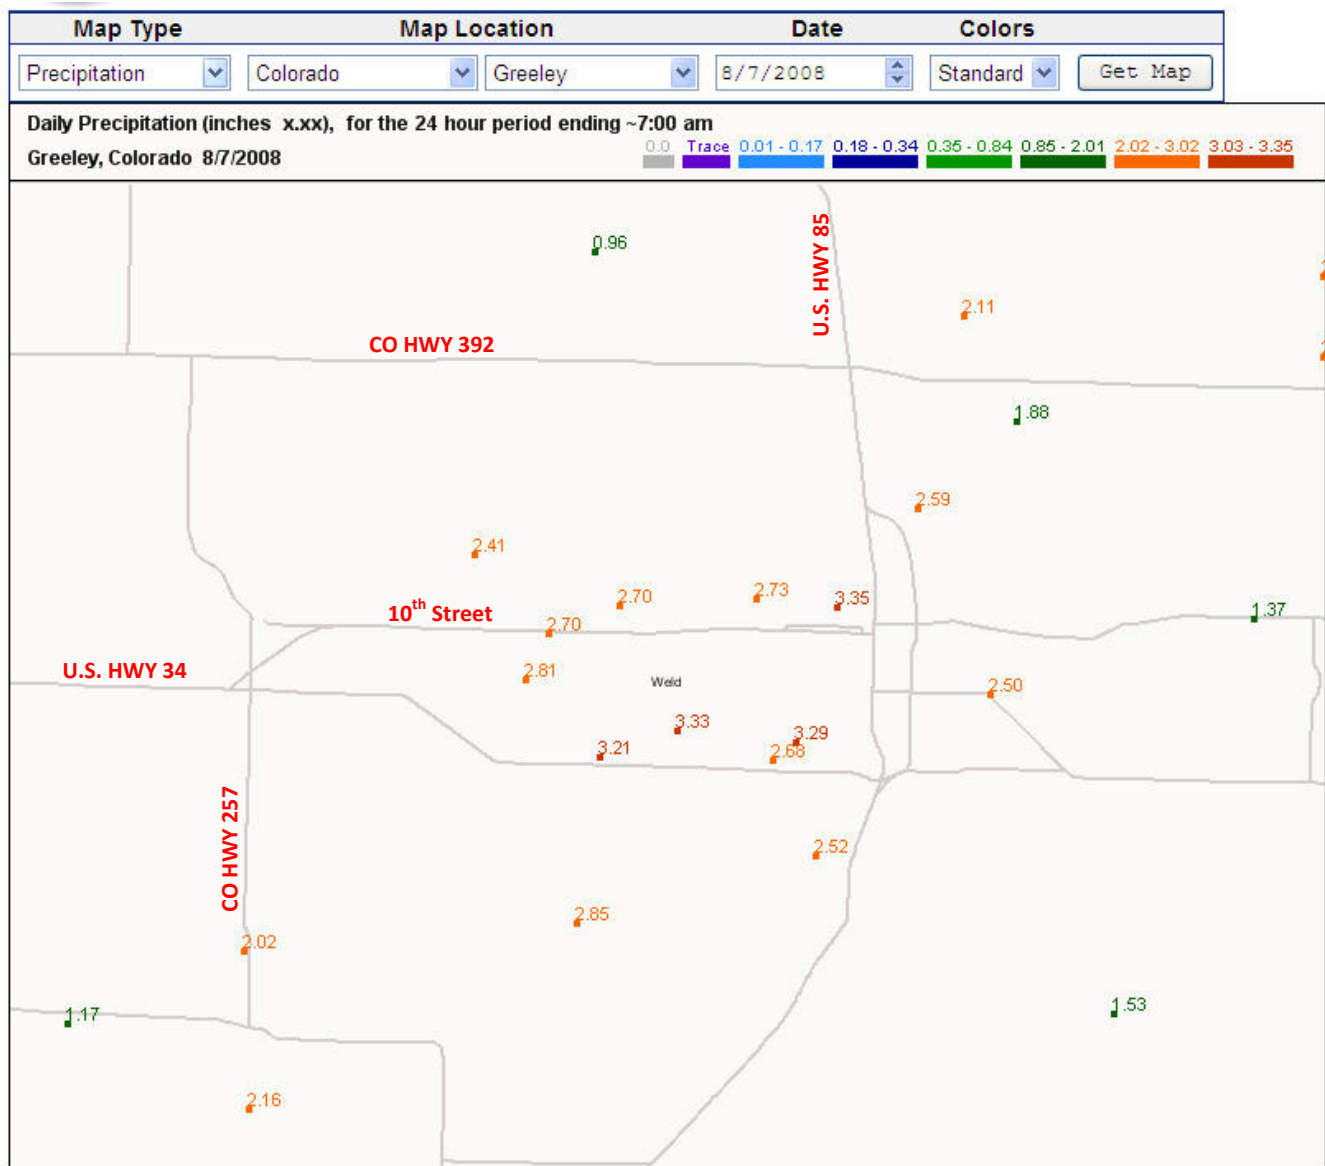 Map Type Map Location Date Colors
Precipitation Colorado Greeley 8/7/2008 Standard Get Map
Daily Precipitation (inches x.xx), for the 24 hour period ending ~7:00 am
Greeley, Colorado 8/7/2008
0.0 Trace 0.01 - 0.17 0.18 - 0.34 0.35 - 0.84 0.85 - 2.01 2.02 - 3.02 3.03 - 3.35
U.S. HWY 85
0.96
2.11
CO HWY 392
1.88
2.59
2.41
2.70
2.73
3.35
10th Street
2.70
1.37
U.S. HWY 34
2.81
Weld
2.50
3.33
3.21
3.29
2.68
CO HWY 257
2.52
2.85
2.02
1.17
1.53
2.16